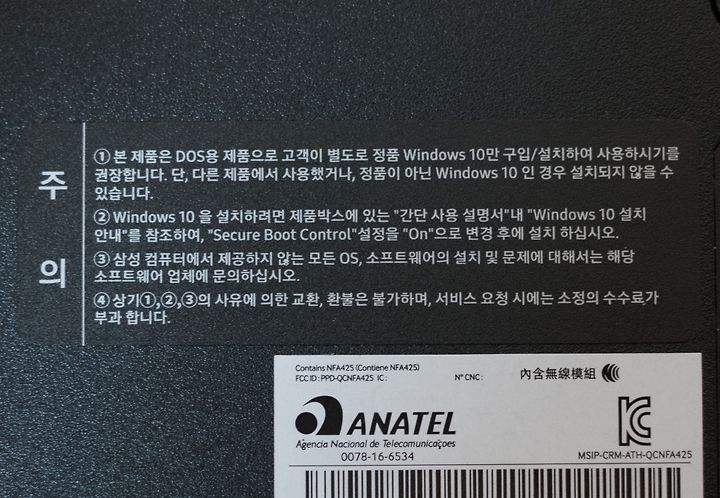 주 의
① 본 제품은 DOS용 제품으로 고객이 별도로 정품 Windows 10만 구입/설치하여 사용하시기를
권장합니다. 단, 다른 제품에서 사용했거나, 정품이 아닌 Windows 10 인 경우 설치되지 않을 수
있습니다.
② Windows 10 을 설치하려면 제품박스에 있는 "간단 사용 설명서"내 "Windows 10 설치
안내"를 참조하여, "Secure Boot Control"설정을 "On"으로 변경 후에 설치 하십시오.
③ 삼성 컴퓨터에서 제공하지 않는 모든 OS, 소프트웨어의 설치 및 문제에 대해서는 해당
소프트웨어 업체에 문의하십시오.
④ 상기①,②,③의 사유에 의한 교환, 환불은 불가하며, 서비스 요청 시에는 소정의 수수료가
부과 합니다.
Contains NFA425 (Contiene NFA425)
FCC ID : PPD-QCNFA425 IC : N° CNC :
內含無線模組
ANATEL
Agencia Nacional de Telecomunicações
0078-16-6534
MSIP-CRM-ATH-QCNFA425